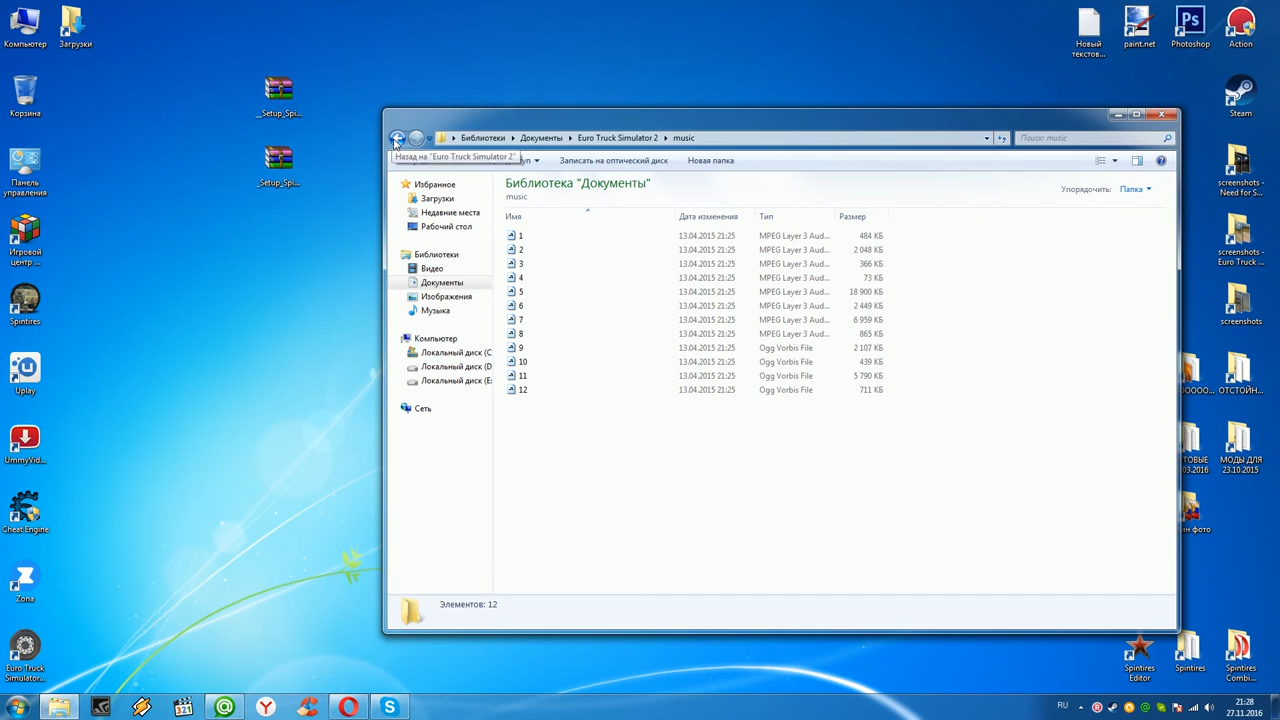 Компьютер
Загрузки
Корзина
Панель
управления
Игровой
центр ...
Spintires
Uplay
UmmyVid...
Cheat Engine
Zona
Euro Truck
Simulator...
__Setup_Spi...
_Setup_Spi...
Новый
текстов...
paint.net
Photoshop
Action
Steam
screenshots -
Need for S...
screenshots -
Euro Truck ...
screenshots
ОТСТОЙН...
МОДЫ ДЛЯ
23.10.2015
03.2016
Spintires
Editor
Spintires
Spintires
Combi...
Библиотеки
Документы
Euro Truck Simulator 2
music
Поиск: music
Назад на "Euro Truck Simulator 2"
Записать на оптический диск
Новая папка
Избранное
Загрузки
Недавние места
Рабочий стол
Библиотеки
Видео
Документы
Изображения
Музыка
Компьютер
Локальный диск (C
Локальный диск (D
Локальный диск (E:
Сеть
Библиотека "Документы"
music
Упорядочить: Папка
Имя Дата изменения Тип Размер
1 13.04.2015 21:25 MPEG Layer 3 Aud... 484 КБ
2 13.04.2015 21:25 MPEG Layer 3 Aud... 2 048 КБ
3 13.04.2015 21:25 MPEG Layer 3 Aud... 366 КБ
4 13.04.2015 21:25 MPEG Layer 3 Aud... 73 КБ
5 13.04.2015 21:25 MPEG Layer 3 Aud... 18 900 КБ
6 13.04.2015 21:25 MPEG Layer 3 Aud... 2 449 КБ
7 13.04.2015 21:25 MPEG Layer 3 Aud... 6 959 КБ
8 13.04.2015 21:25 MPEG Layer 3 Aud... 865 КБ
9 13.04.2015 21:25 Ogg Vorbis File 2 107 КБ
10 13.04.2015 21:25 Ogg Vorbis File 439 КБ
11 13.04.2015 21:25 Ogg Vorbis File 5 790 КБ
12 13.04.2015 21:25 Ogg Vorbis File 711 КБ
Элементов: 12
RU
21:28
27.11.2016